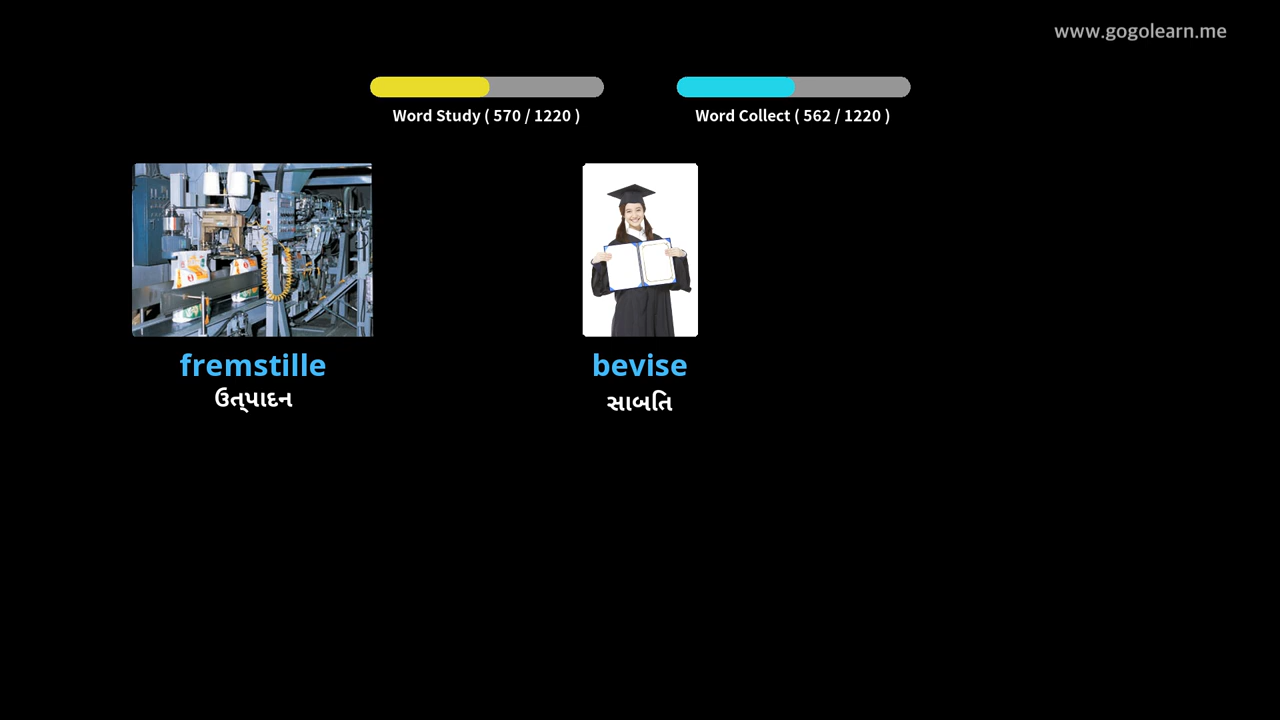 www.gogolearn.me
Word Study ( 570 / 1220 )
Word Collect ( 562 / 1220 )
fremstille
ઉત્પાદન
bevise
સાબિત